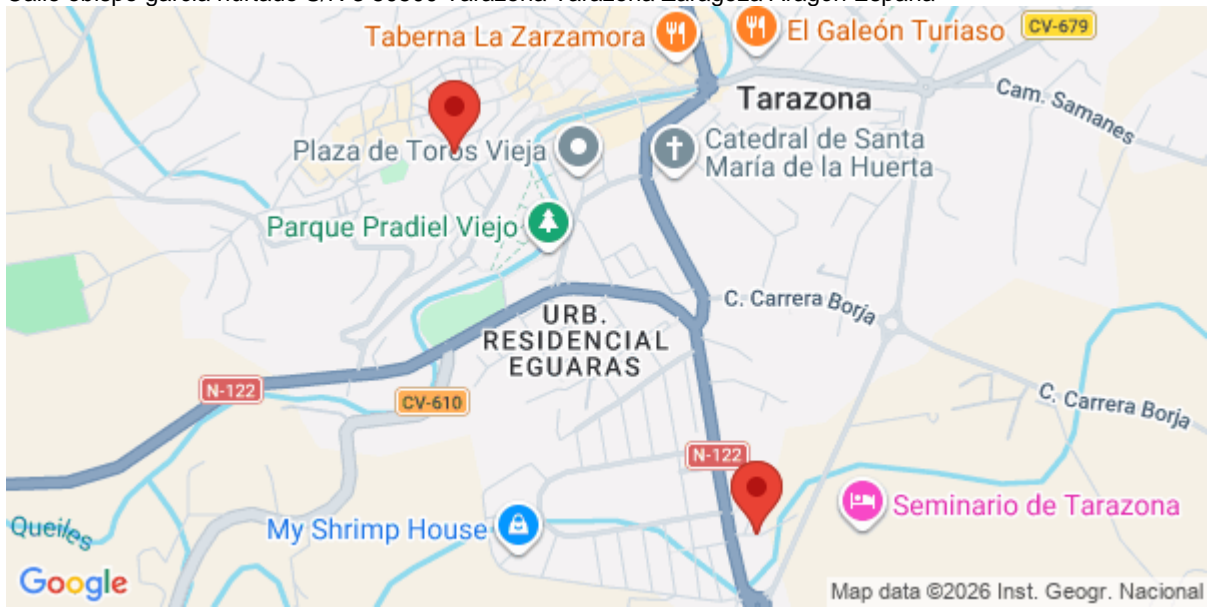 Taberna La Zarzamora
El Galeón Turiaso
CV-679
Tarazona
Cam. Samanes
Plaza de Toros Vieja
Catedral de Santa
María de la Huerta
Parque Pradiel Viejo
C. Carrera Borja
URB.
RESIDENCIAL
EGUARAS
N-122
CV-610
C. Carrera Borja
N-122
Seminario de Tarazona
My Shrimp House
Queiles
Google
Map data ©2026 Inst. Geogr. Nacional